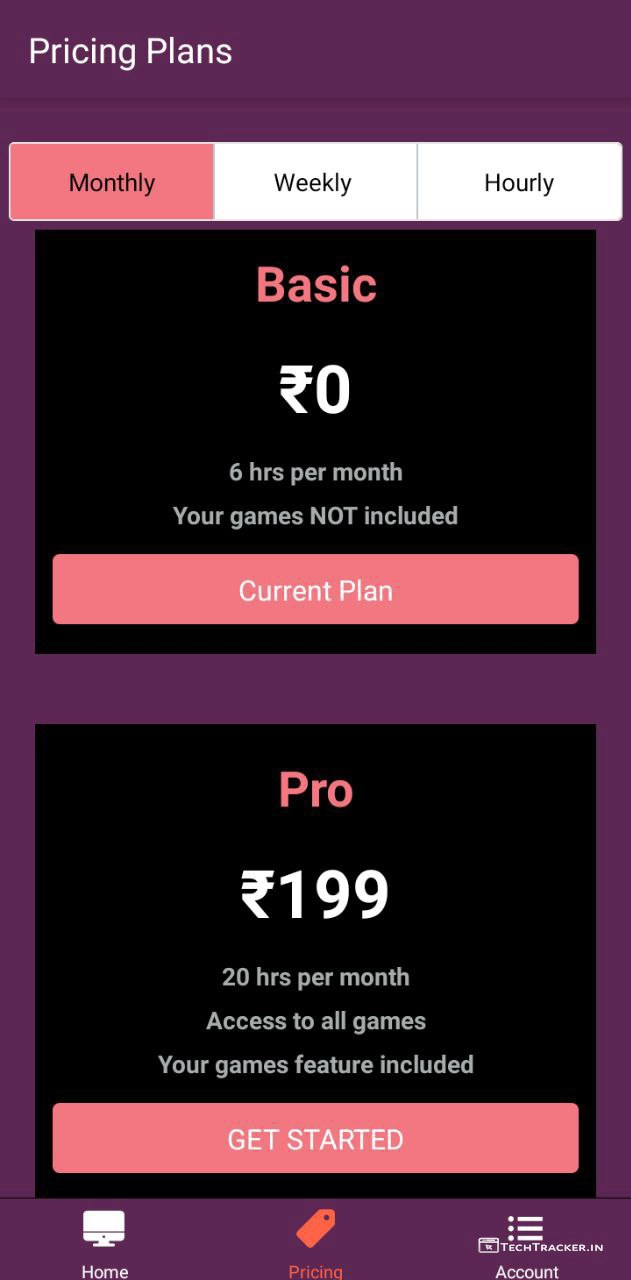 Pricing Plans
Monthly
Weekly
Hourly
Basic
₹0
6 hrs per month
Your games NOT included
Current Plan
Pro
₹199
20 hrs per month
Access to all games
Your games feature included
GET STARTED
TECHTRACKER.IN
Home
Pricing
Account